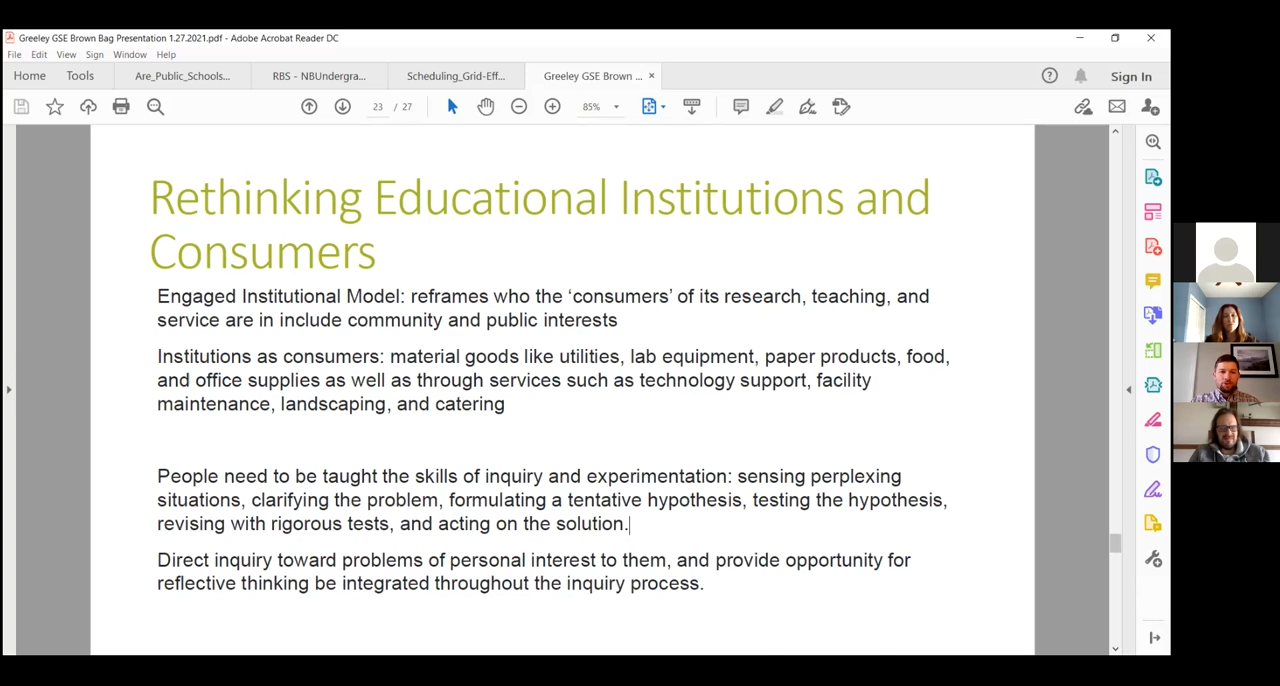 Greeley GSE Brown Bag Presentation 1.27.2021.pdf - Adobe Acrobat Reader DC
File Edit View Sign Window Help
Home Tools Are_Public_Schools... RBS - NBUndergra... Scheduling_Grid-Eff... Greeley GSE Brown ... × Sign In
23 / 27 85%
Rethinking Educational Institutions and
Consumers
Engaged Institutional Model: reframes who the ‘consumers’ of its research, teaching, and
service are in include community and public interests
Institutions as consumers: material goods like utilities, lab equipment, paper products, food,
and office supplies as well as through services such as technology support, facility
maintenance, landscaping, and catering
People need to be taught the skills of inquiry and experimentation: sensing perplexing
situations, clarifying the problem, formulating a tentative hypothesis, testing the hypothesis,
revising with rigorous tests, and acting on the solution.
Direct inquiry toward problems of personal interest to them, and provide opportunity for
reflective thinking be integrated throughout the inquiry process.